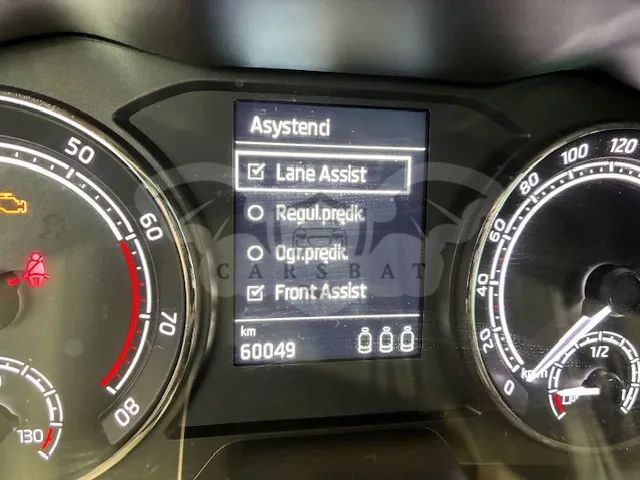 Asystenci
Lane Assist
Regul.prędk.
Ogr.prędk.
Front Assist
CARSBAT
km
60049
50
60
70
80
130
0
20
40
60
80
100
120
km/h
1/2